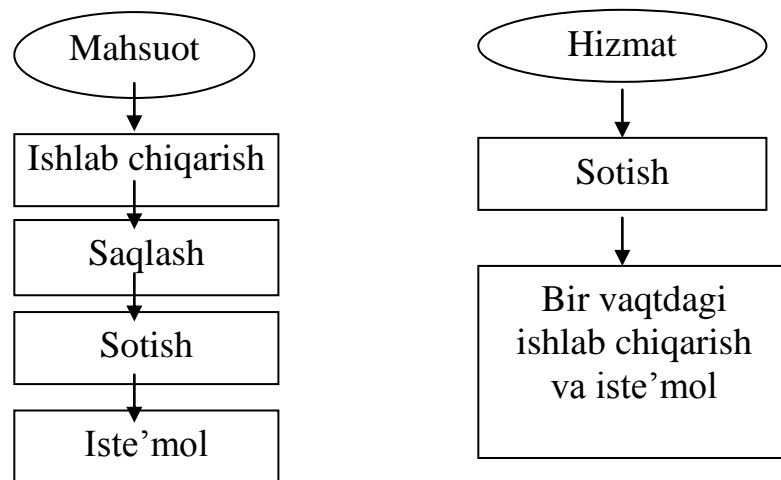 Mahsuot
Ishlab chiqarish
Saqlash
Sotish
Iste’mol
Hizmat
Sotish
Bir vaqtdagi
ishlab chiqarish
va iste’mol